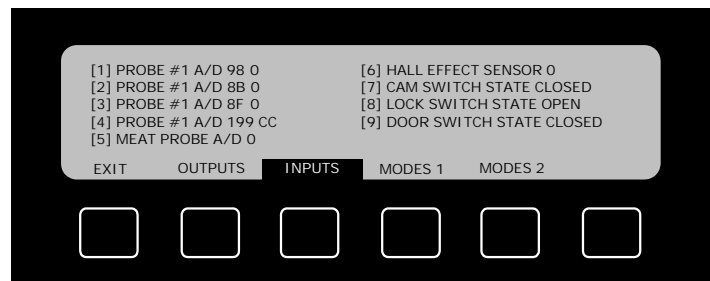 [1] PROBE #1 A/D 98 0
[2] PROBE #1 A/D 8B 0
[3] PROBE #1 A/D 8F 0
[4] PROBE #1 A/D 199 CC
[5] MEAT PROBE A/D 0
[6] HALL EFFECT SENSOR 0
[7] CAM SWITCH STATE CLOSED
[8] LOCK SWITCH STATE OPEN
[9] DOOR SWITCH STATE CLOSED
EXIT OUTPUTS INPUTS MODES 1 MODES 2